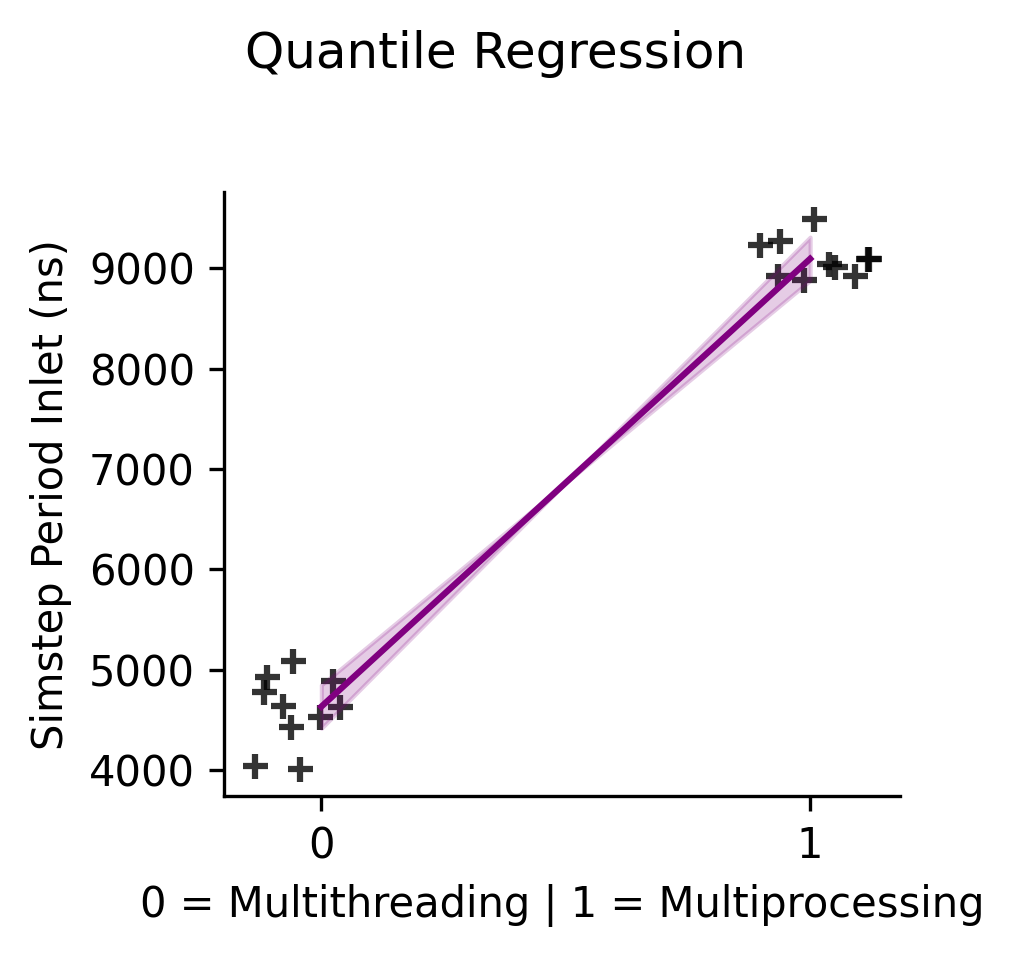 Quantile Regression
Simstep Period Inlet (ns)
9000
8000
7000
6000
5000
4000
0
1
0 = Multithreading | 1 = Multiprocessing